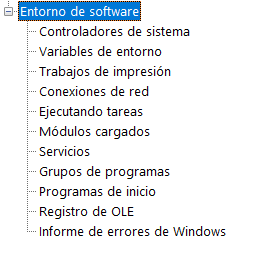 Entorno de software
Controladores de sistema
Variables de entorno
Trabajos de impresión
Conexiones de red
Ejecutando tareas
Módulos cargados
Servicios
Grupos de programas
Programas de inicio
Registro de OLE
Informe de errores de Windows